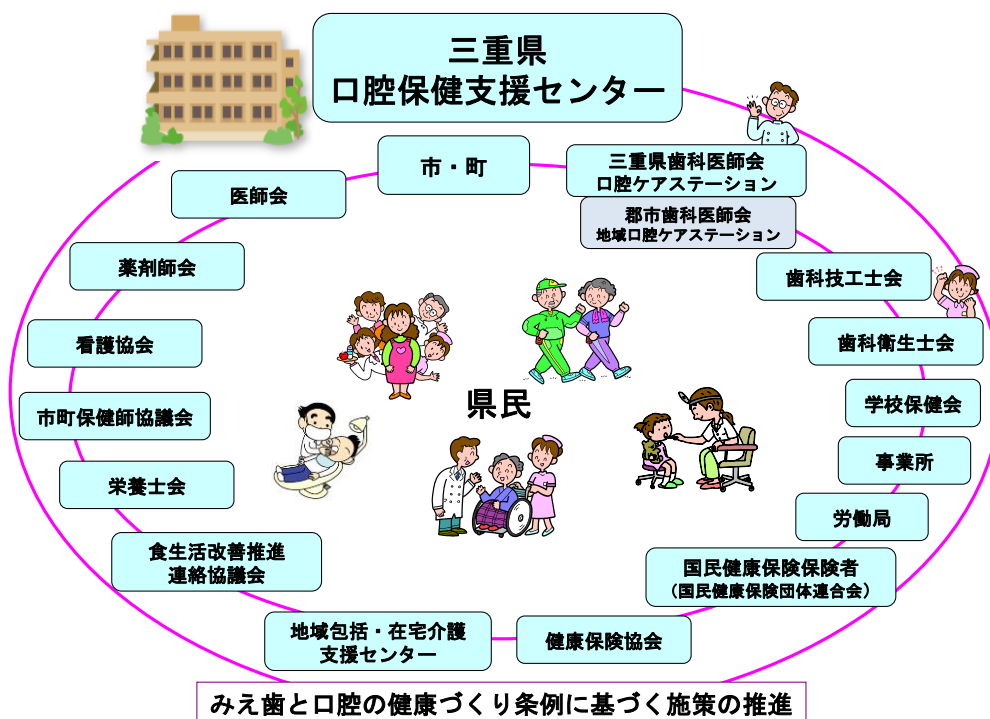 三重県
口腔保健支援センター
市・町
三重県歯科医師会
口腔ケアステーション
郡市歯科医師会
地域口腔ケアステーション
医師会
薬剤師会
歯科技工士会
看護協会
歯科衛生士会
県民
市町保健師協議会
学校保健会
事業所
栄養士会
労働局
食生活改善推進
連絡協議会
国民健康保険保険者
（国民健康保険団体連合会）
地域包括・在宅介護
支援センター
健康保険協会
みえ歯と口腔の健康づくり条例に基づく施策の推進